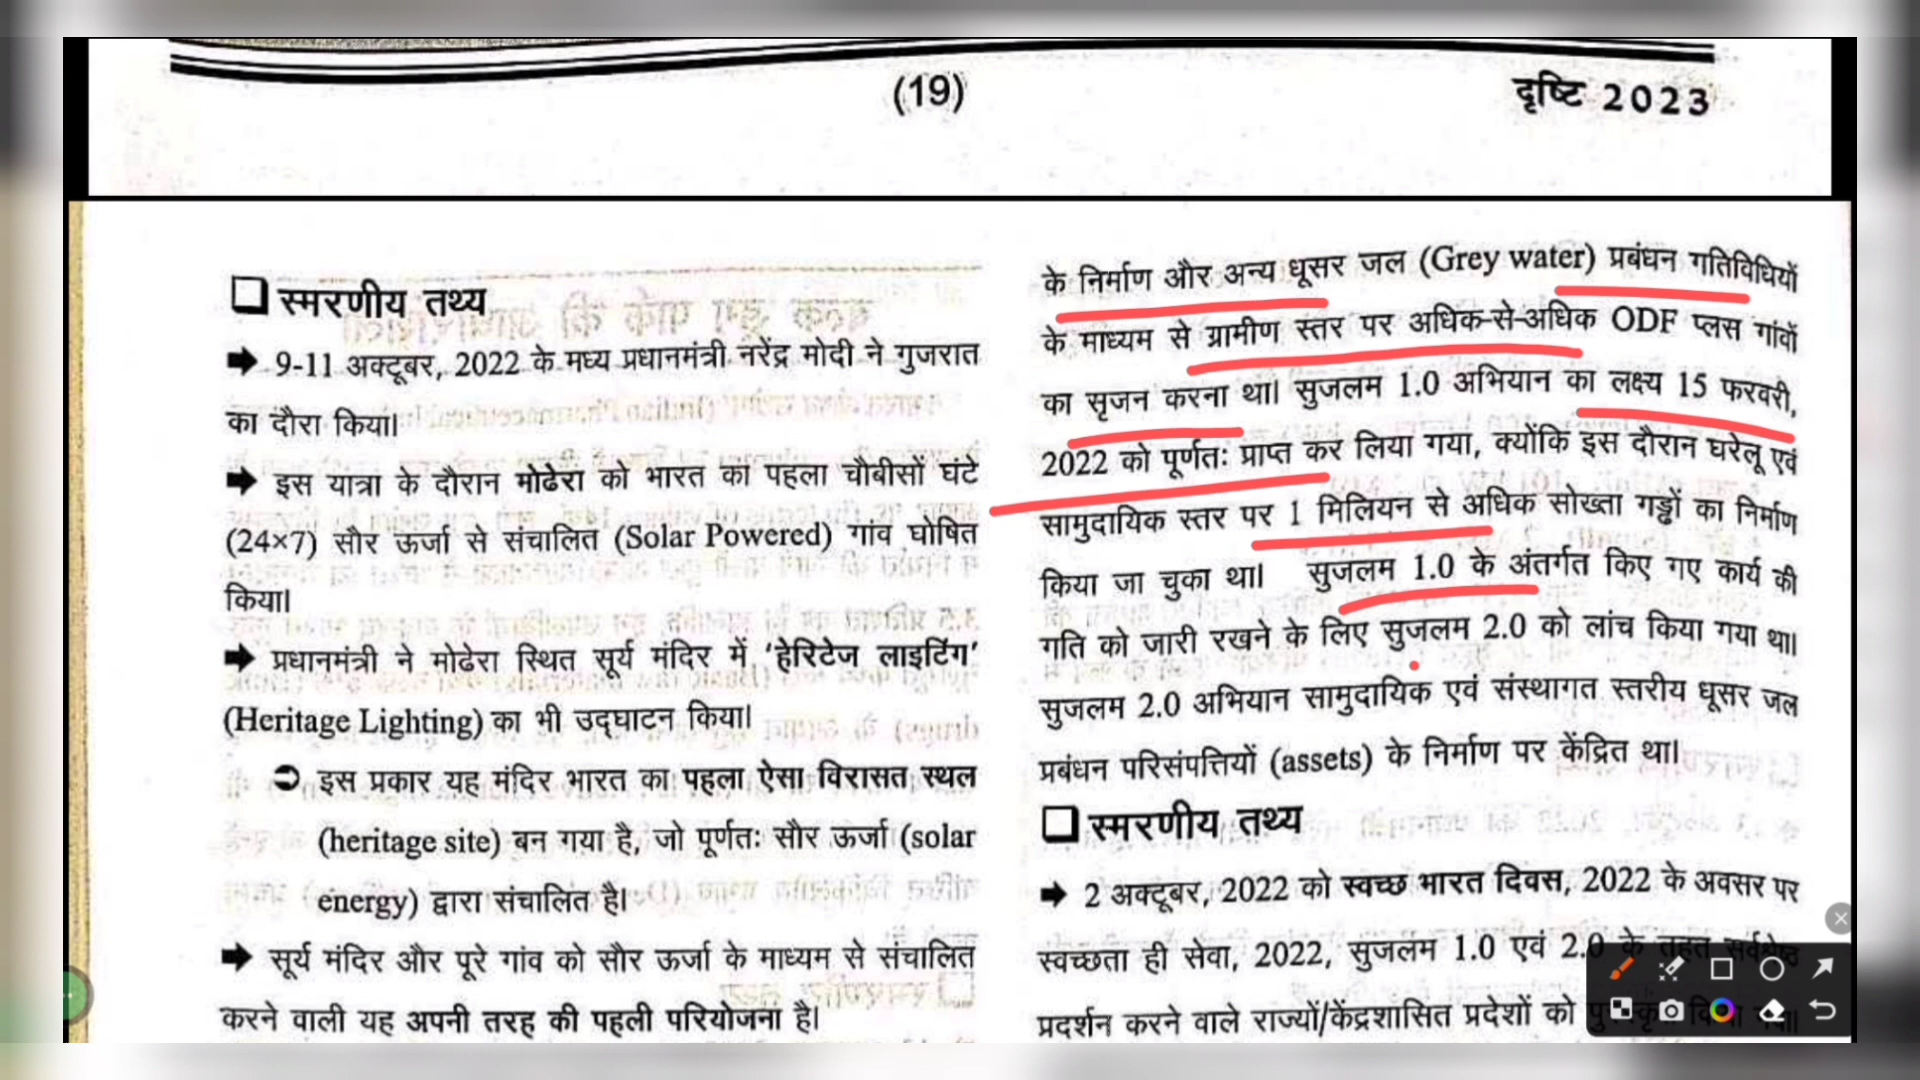 (19)
दृष्टि 2023
❑ स्मरणीय तथ्य
➡ 9-11 अक्टूबर, 2022 के मध्य प्रधानमंत्री नरेंद्र मोदी ने गुजरात
का दौरा किया।
➡ इस यात्रा के दौरान मोढेरा को भारत का पहला चौबीसों घंटे
(24×7) सौर ऊर्जा से संचालित (Solar Powered) गांव घोषित
किया।
➡ प्रधानमंत्री ने मोढेरा स्थित सूर्य मंदिर में 'हेरिटेज लाइटिंग'
(Heritage Lighting) का भी उद्घाटन किया।
➲ इस प्रकार यह मंदिर भारत का पहला ऐसा विरासत स्थल
(heritage site) बन गया है, जो पूर्णतः सौर ऊर्जा (solar
energy) द्वारा संचालित है।
➡ सूर्य मंदिर और पूरे गांव को सौर ऊर्जा के माध्यम से संचालित
करने वाली यह अपनी तरह की पहली परियोजना है।
के निर्माण और अन्य धूसर जल (Grey water) प्रबंधन गतिविधियों
के माध्यम से ग्रामीण स्तर पर अधिक-से-अधिक ODF प्लस गांवों
का सृजन करना था। सुजलम 1.0 अभियान का लक्ष्य 15 फरवरी,
2022 को पूर्णतः प्राप्त कर लिया गया, क्योंकि इस दौरान घरेलू एवं
सामुदायिक स्तर पर 1 मिलियन से अधिक सोख्ता गड्ढों का निर्माण
किया जा चुका था। सुजलम 1.0 के अंतर्गत किए गए कार्य की
गति को जारी रखने के लिए सुजलम 2.0 को लांच किया गया था।
सुजलम 2.0 अभियान सामुदायिक एवं संस्थागत स्तरीय धूसर जल
प्रबंधन परिसंपत्तियों (assets) के निर्माण पर केंद्रित था।
❑ स्मरणीय तथ्य
➡ 2 अक्टूबर, 2022 को स्वच्छ भारत दिवस, 2022 के अवसर पर
स्वच्छता ही सेवा, 2022, सुजलम 1.0 एवं 2.0 के तहत सर्वश्रेष्ठ
प्रदर्शन करने वाले राज्यों/केंद्रशासित प्रदेशों को पुरस्कृत किया गया।